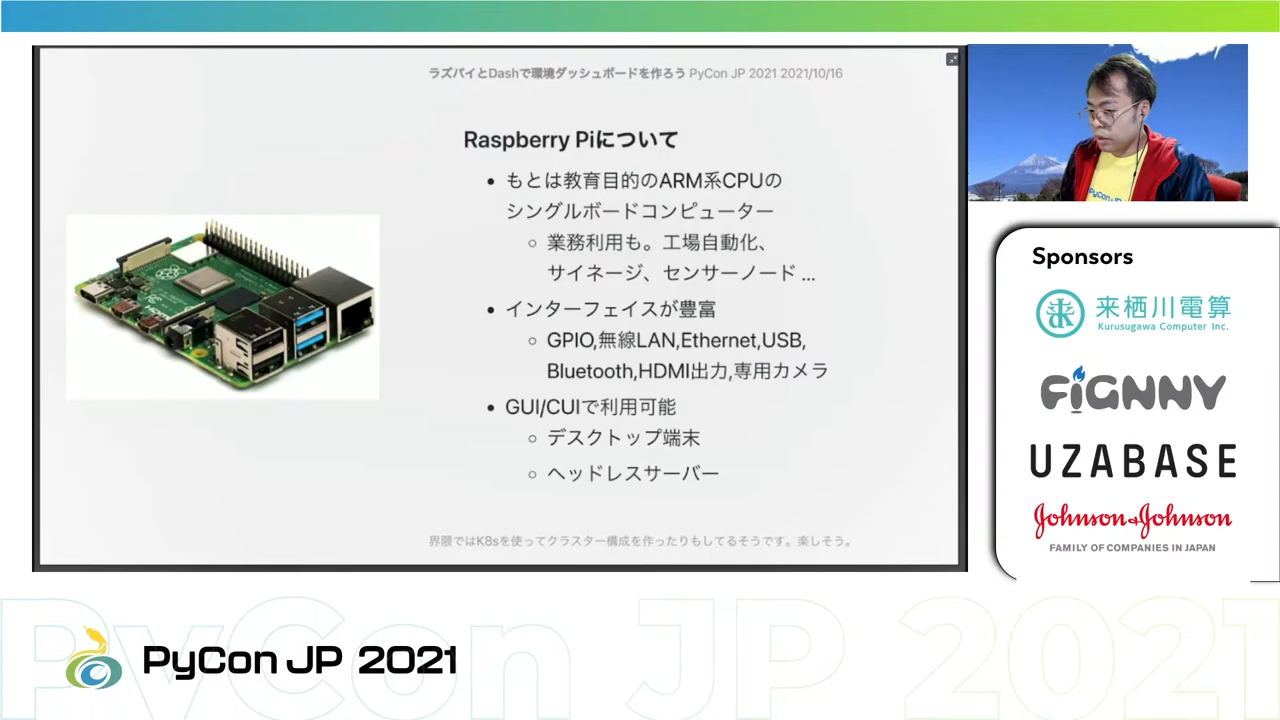 ラズパイとDashで環境ダッシュボードを作ろう PyCon JP 2021 2021/10/16
Raspberry Piについて
もとは教育目的のARM系CPUの
シングルボードコンピューター
業務利用も。工場自動化、
サイネージ、センサーノード ...
インターフェイスが豊富
GPIO,無線LAN,Ethernet,USB,
Bluetooth,HDMI出力,専用カメラ
GUI/CUIで利用可能
デスクトップ端末
ヘッドレスサーバー
界隈ではK8sを使ってクラスター構成を作ったりもしてるそうです。楽しそう。
PyCon JP
Sponsors
来栖川電算
Kurusugawa Computer Inc.
FiGNNY
UZABASE
Johnson & Johnson
FAMILY OF COMPANIES IN JAPAN
PyCon JP 2021
PyCon JP 2021